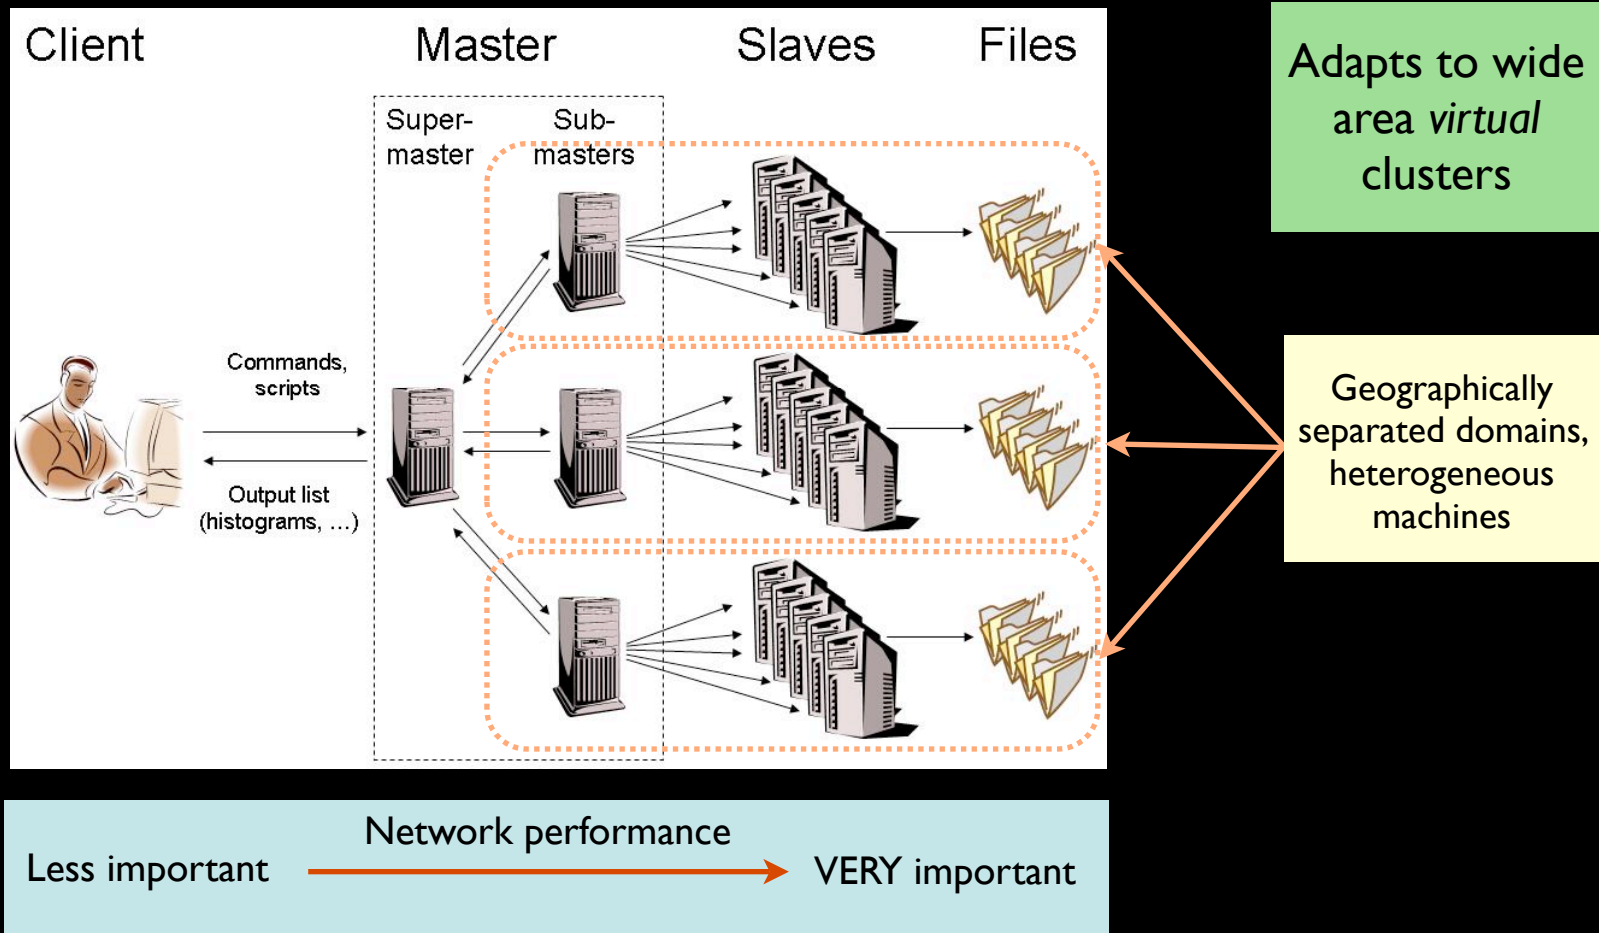 Client
Master
Slaves
Files
Super-
master
Sub-
masters
Commands,
scripts
Output list
(histograms, ...)
Adapts to wide
area virtual
clusters
Geographically
separated domains,
heterogeneous
machines
Network performance
Less important
VERY important